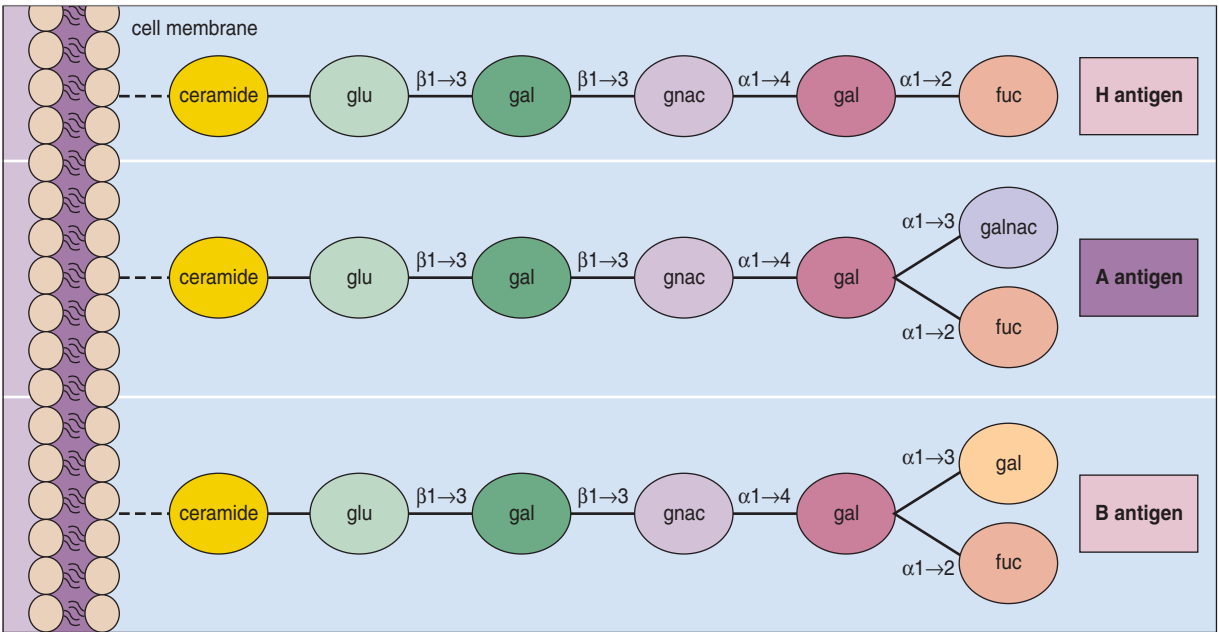 cell membrane
ceramide glu β1→3 gal β1→3 gnac α1→4 gal α1→2 fuc H antigen
α1→3 galnac
ceramide glu β1→3 gal β1→3 gnac α1→4 gal A antigen
α1→2 fuc
α1→3 gal
ceramide glu β1→3 gal β1→3 gnac α1→4 gal B antigen
α1→2 fuc